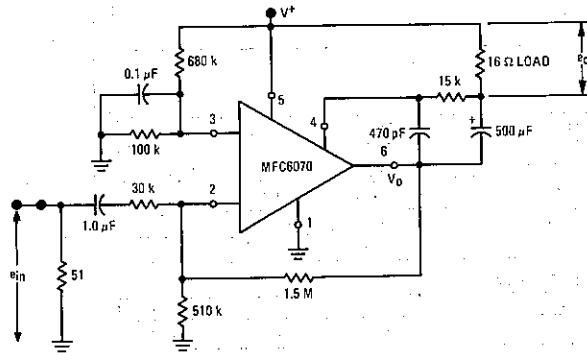 V+
680 k
0.1 µF
16 Ω LOAD
15 k
5
4
3
100 k
470 pF
500 µF
+
MFC6070
6
VO
30 k
2
1.0 µF
1
ein
51
510 k
1.5 M